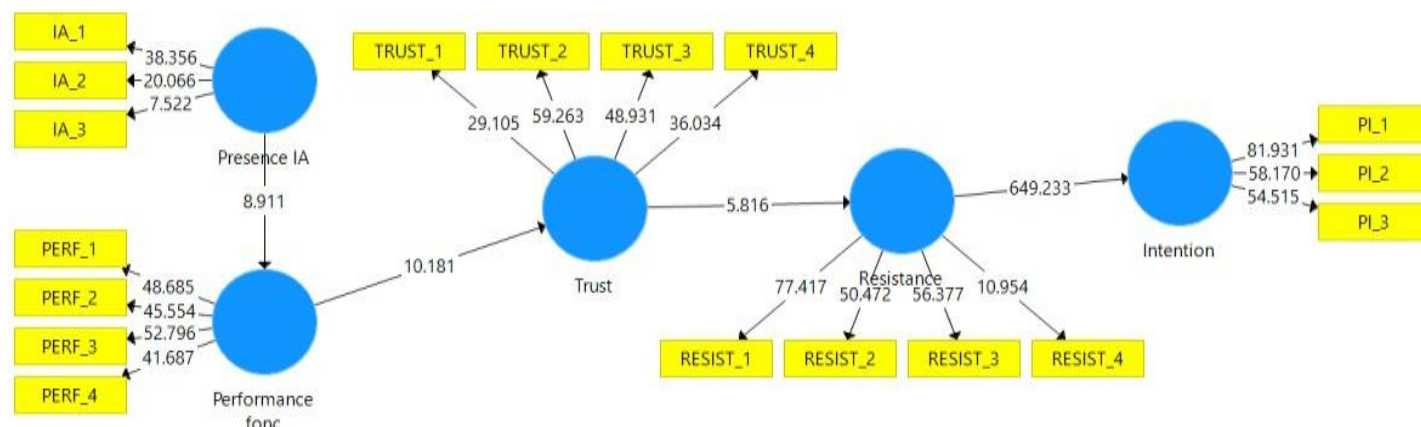 IA_1
IA_2
IA_3
38.356
20.066
7.522
Presence IA
8.911
PERF_1
PERF_2
PERF_3
PERF_4
48.685
45.554
52.796
41.687
Performance
fonc
10.181
TRUST_1
TRUST_2
TRUST_3
TRUST_4
29.105
59.263
48.931
36.034
Trust
5.816
Resistance
77.417
50.472
56.377
10.954
RESIST_1
RESIST_2
RESIST_3
RESIST_4
649.233
Intention
81.931
58.170
54.515
PI_1
PI_2
PI_3